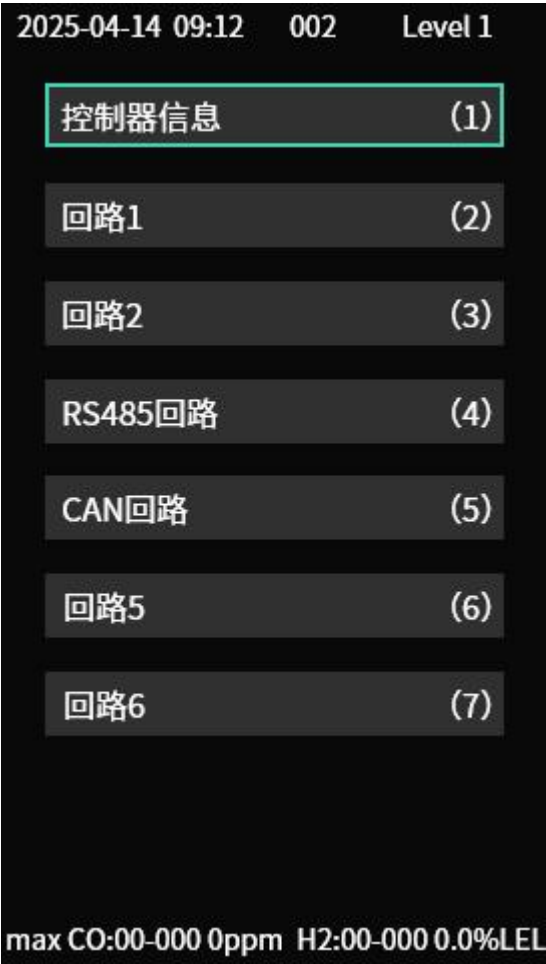 2025-04-14 09:12 002 Level 1
控制器信息 (1)
回路1 (2)
回路2 (3)
RS485回路 (4)
CAN回路 (5)
回路5 (6)
回路6 (7)
max CO:00-000 0ppm H2:00-000 0.0%LEL